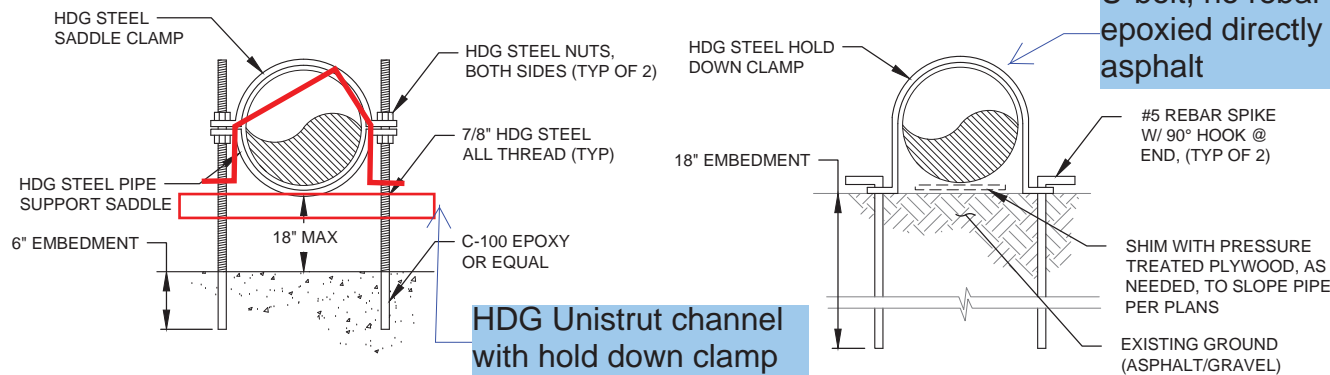 HDG STEEL
SADDLE CLAMP
HDG STEEL NUTS,
BOTH SIDES (TYP OF 2)
7/8" HDG STEEL
ALL THREAD (TYP)
HDG STEEL PIPE
SUPPORT SADDLE
6" EMBEDMENT
18" MAX
C-100 EPOXY
OR EQUAL
HDG Unistrut channel
with hold down clamp
epoxied directly
asphalt
HDG STEEL HOLD
DOWN CLAMP
#5 REBAR SPIKE
W/ 90° HOOK @
END, (TYP OF 2)
18" EMBEDMENT
SHIM WITH PRESSURE
TREATED PLYWOOD, AS
NEEDED, TO SLOPE PIPE
PER PLANS
EXISTING GROUND
(ASPHALT/GRAVEL)